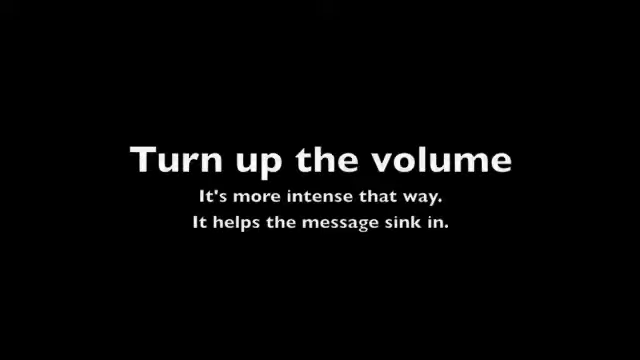 Turn up the volume
It's more intense that way.
It helps the message sink in.